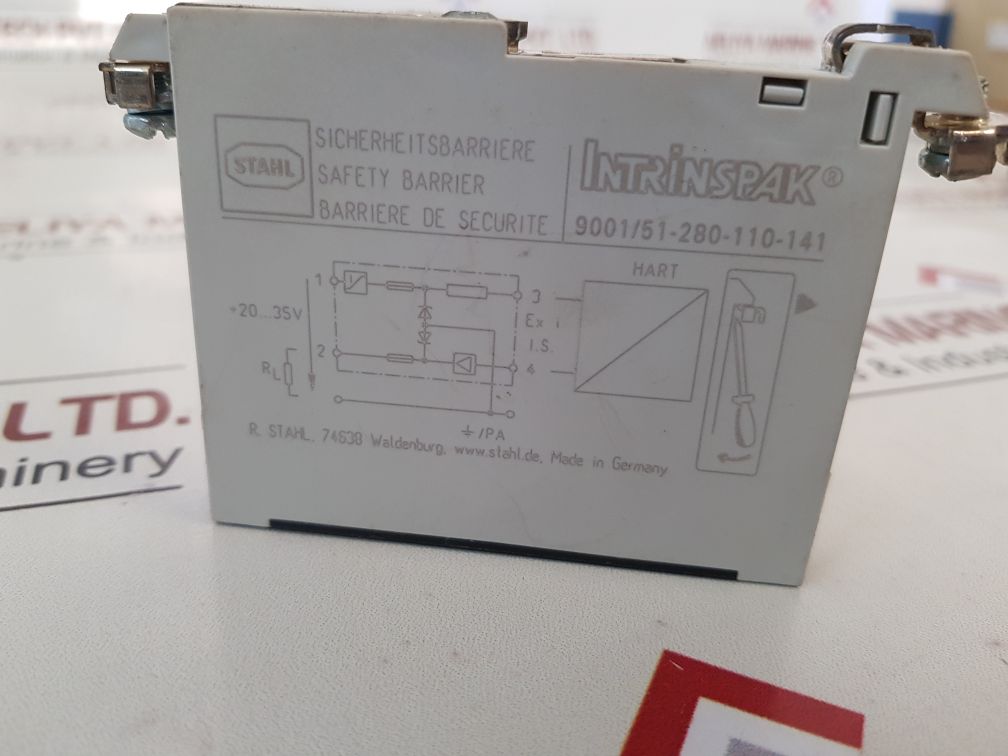 STAHL
SICHERHEITSBARRIERE
SAFETY BARRIER
BARRIERE DE SECURITE
INTRINSPAK®
9001/51-280-110-141
HART
1
3
+20...35V
Ex i
I.S.
2
4
RL
/PA
R. STAHL, 74638 Waldenburg, www.stahl.de, Made in Germany
LTD.
hinery